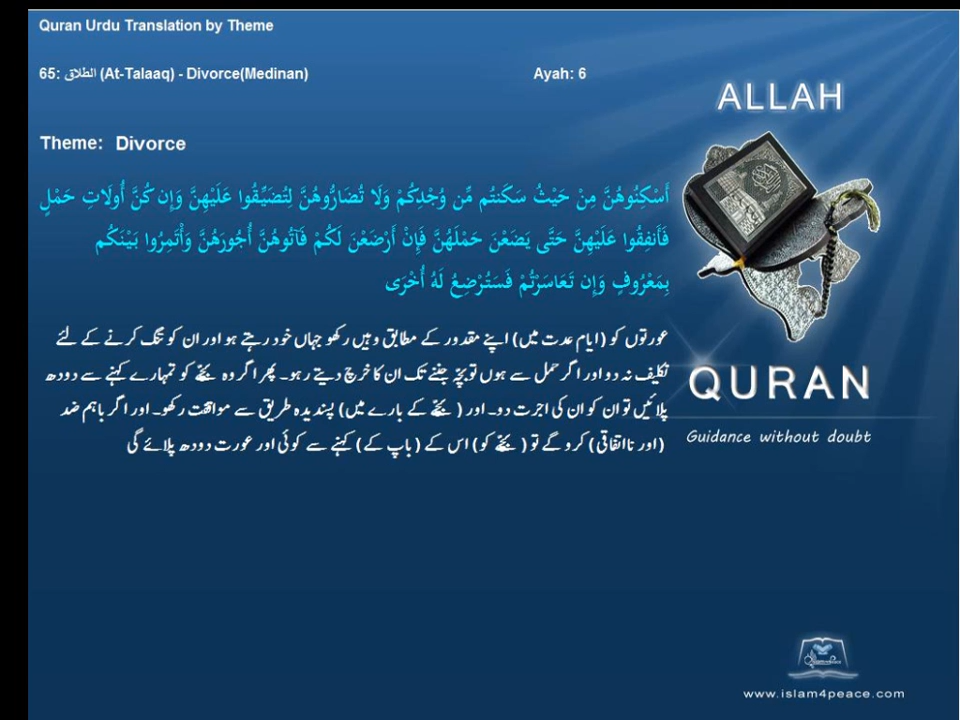 Quran Urdu Translation by Theme
65: الطلاق (At-Talaaq) - Divorce(Medinan) Ayah: 6
ALLAH
Theme: Divorce
أَسْكِنُوهُنَّ مِنْ حَيْثُ سَكَنتُم مِّن وُجْدِكُمْ وَلَا تُضَارُّوهُنَّ لِتُضَيِّقُوا عَلَيْهِنَّ وَإِن كُنَّ أُولَاتِ حَمْلٍ
فَأَنفِقُوا عَلَيْهِنَّ حَتَّى يَضَعْنَ حَمْلَهُنَّ فَإِنْ أَرْضَعْنَ لَكُمْ فَآتُوهُنَّ أُجُورَهُنَّ وَأْتَمِرُوا بَيْنَكُم
بِمَعْرُوفٍ وَإِن تَعَاسَرْتُمْ فَسَتُرْضِعُ لَهُ أُخْرَى
عورتوں کو (ایام عدت میں) اپنے مقدور کے مطابق وہیں رکھو جہاں خود رہتے ہو اور ان کو تنگ کرنے کے لئے
تکلیف نہ دو اور اگر حمل سے ہوں تو بچّہ جننے تک ان کا خرچ دیتے رہو۔ پھر اگر وہ بچّے کو تمہارے کہنے سے دودھ
پلائیں تو ان کو ان کی اجرت دو۔ اور (بچّے کے بارے میں) پسندیدہ طریق سے موافقت رکھو۔ اور اگر باہم ضد
(اور نااتفاقی) کرو گے تو (بچّے کو) اس کے (باپ کے) کہنے سے کوئی اور عورت دودھ پلائے گی
QURAN
Guidance without doubt
www.islam4peace.com